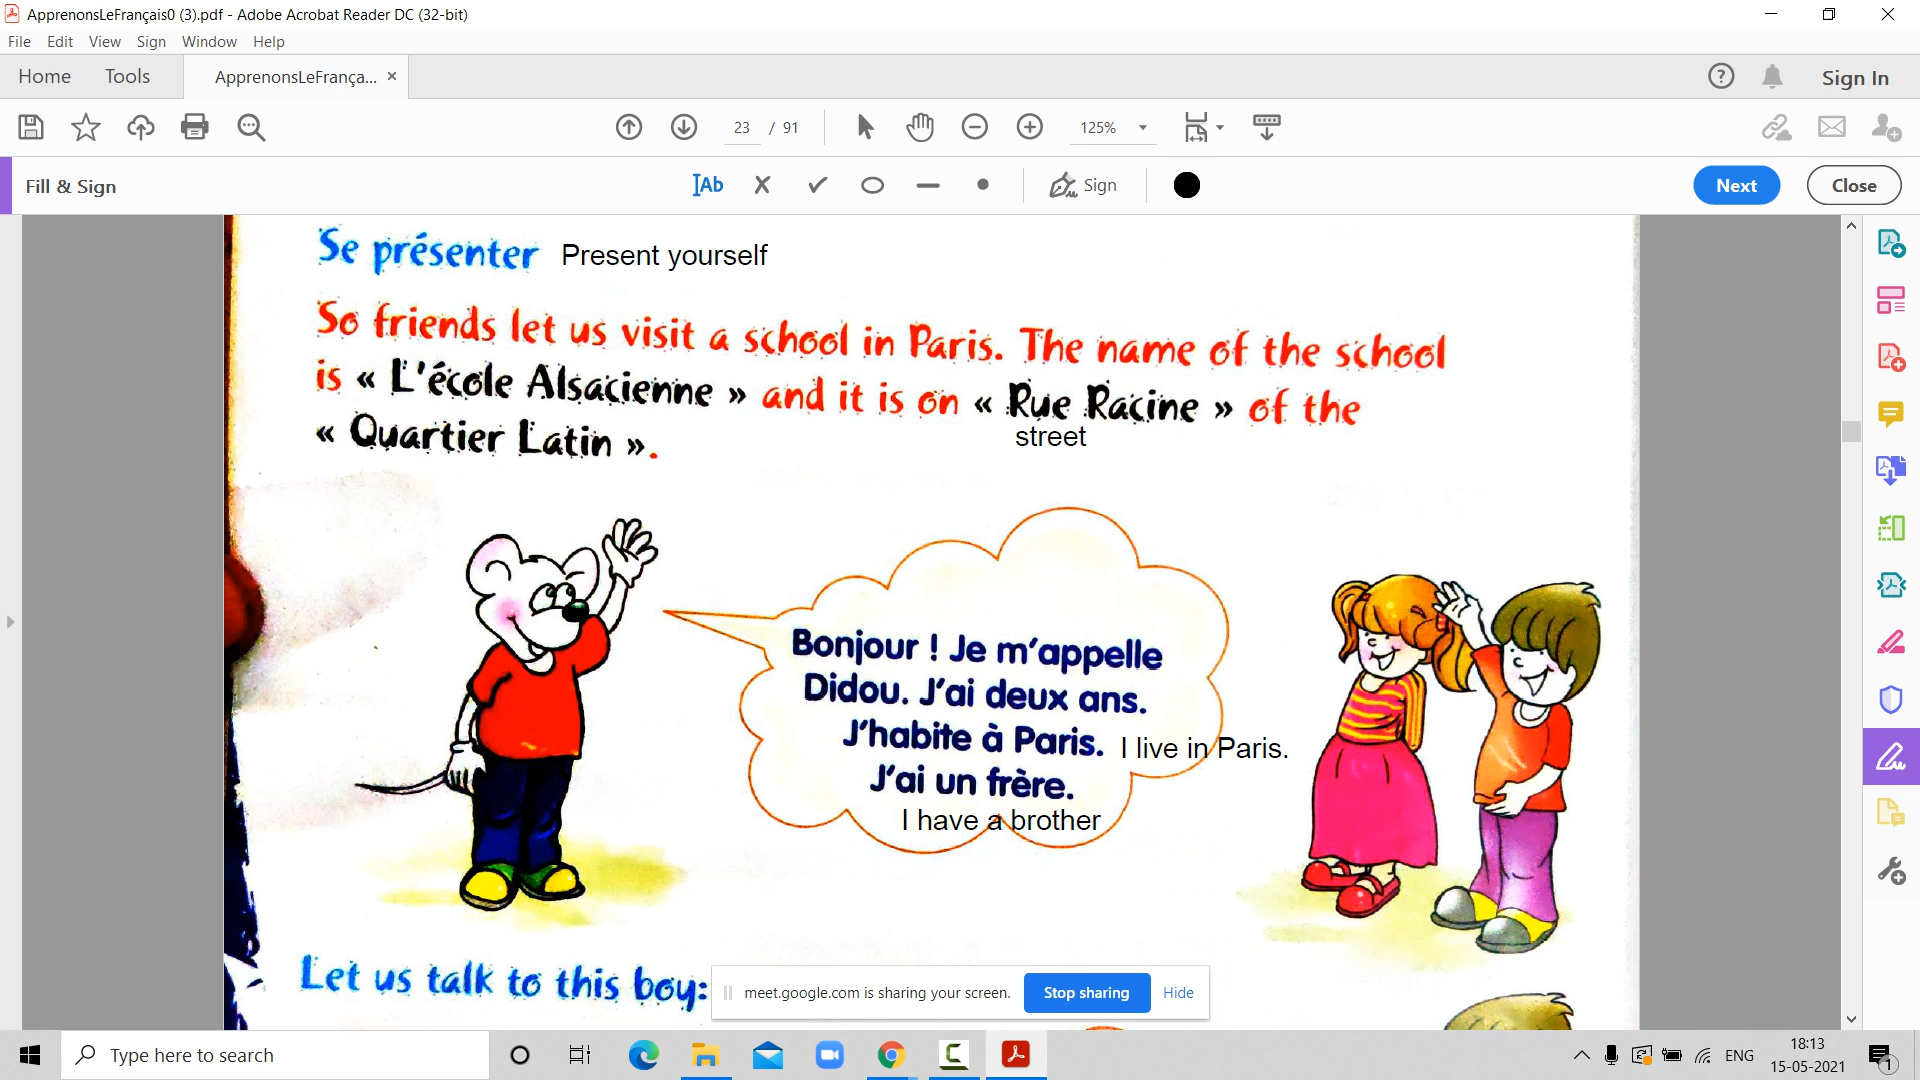 ApprenonsLeFrançais0 (3).pdf - Adobe Acrobat Reader DC (32-bit)
File Edit View Sign Window Help
Home Tools ApprenonsLeFrança... × Sign In
23 / 91 125%
Fill & Sign Ab Sign Next Close
Se présenter Present yourself
So friends let us visit a school in Paris. The name of the school
is « L'école Alsacienne » and it is on « Rue Racine » of the
street
« Quartier Latin ».
Bonjour ! Je m'appelle
Didou. J'ai deux ans.
J'habite à Paris. I live in Paris.
J'ai un frère.
I have a brother
Let us talk to this boy:
meet.google.com is sharing your screen. Stop sharing Hide
Type here to search
ENG
18:13
15-05-2021
1